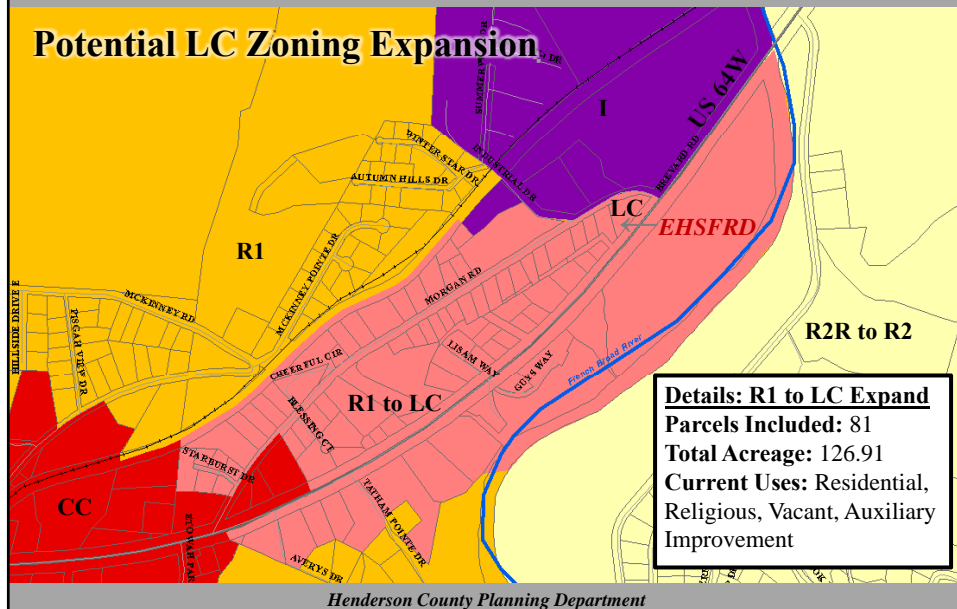 Potential LC Zoning Expansion
US 64W
I
INDUSTRIAL DR
BREVARD RD
WINTER STAR DR
AUTUMN HILLS DR
LC
EHSFRD
R1
MCKINNEY POINTE DR
MORGAN RD
HILLSIDE DRIVE E
MCKINNEY RD
PISGAH VIEW DR
R2R to R2
LISAM WAY
GUYS WAY
French Broad River
CHEERFUL CIR
R1 to LC
BLESSING CT
STARBURST DR
CC
ETOWAH PAR
TATHAM POINTE DR
AVERYS DR
Details: R1 to LC Expand
Parcels Included: 81
Total Acreage: 126.91
Current Uses: Residential,
Religious, Vacant, Auxiliary
Improvement
Henderson County Planning Department